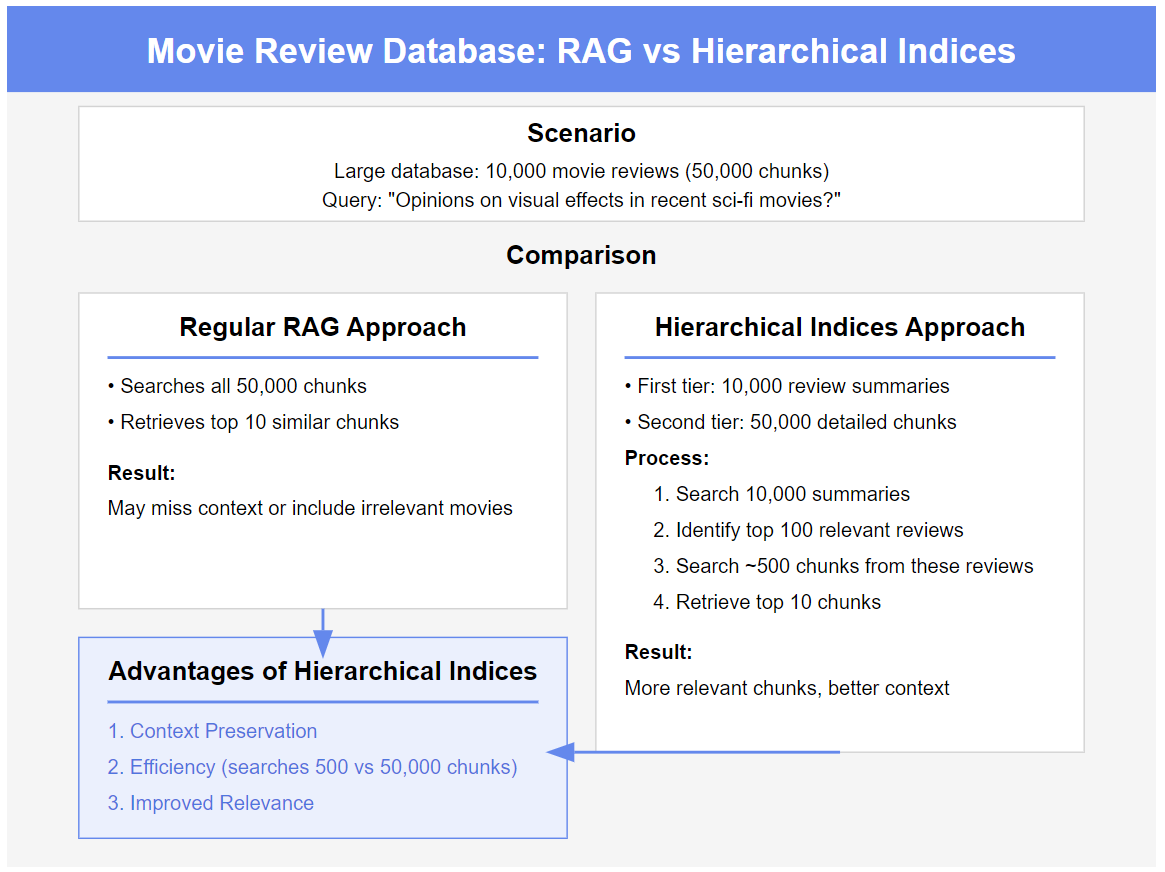 Movie Review Database: RAG vs Hierarchical Indices
Scenario
Large database: 10,000 movie reviews (50,000 chunks)
Query: "Opinions on visual effects in recent sci-fi movies?"
Comparison
Regular RAG Approach
• Searches all 50,000 chunks
• Retrieves top 10 similar chunks
Result:
May miss context or include irrelevant movies
Hierarchical Indices Approach
• First tier: 10,000 review summaries
• Second tier: 50,000 detailed chunks
Process:
1. Search 10,000 summaries
2. Identify top 100 relevant reviews
3. Search ~500 chunks from these reviews
4. Retrieve top 10 chunks
Result:
More relevant chunks, better context
Advantages of Hierarchical Indices
1. Context Preservation
2. Efficiency (searches 500 vs 50,000 chunks)
3. Improved Relevance